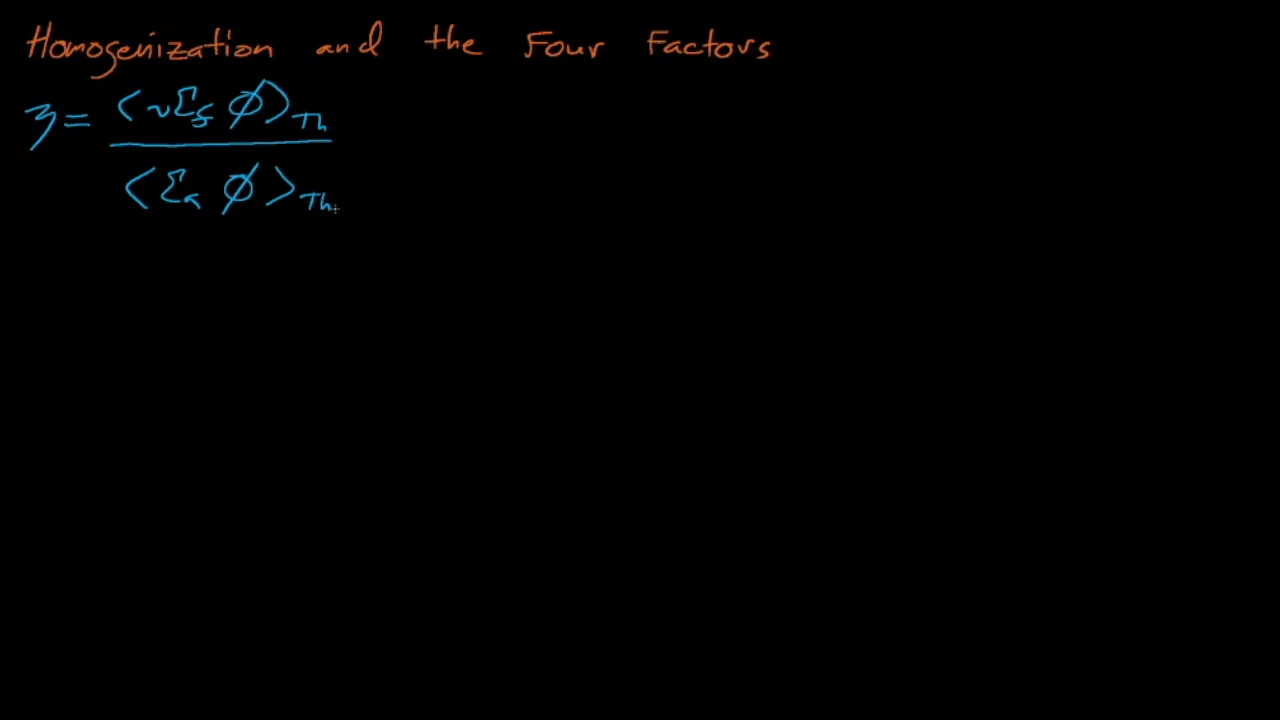 Homogenization and the Four Factors
η = <νΣf φ>Th
<Σa φ>Th